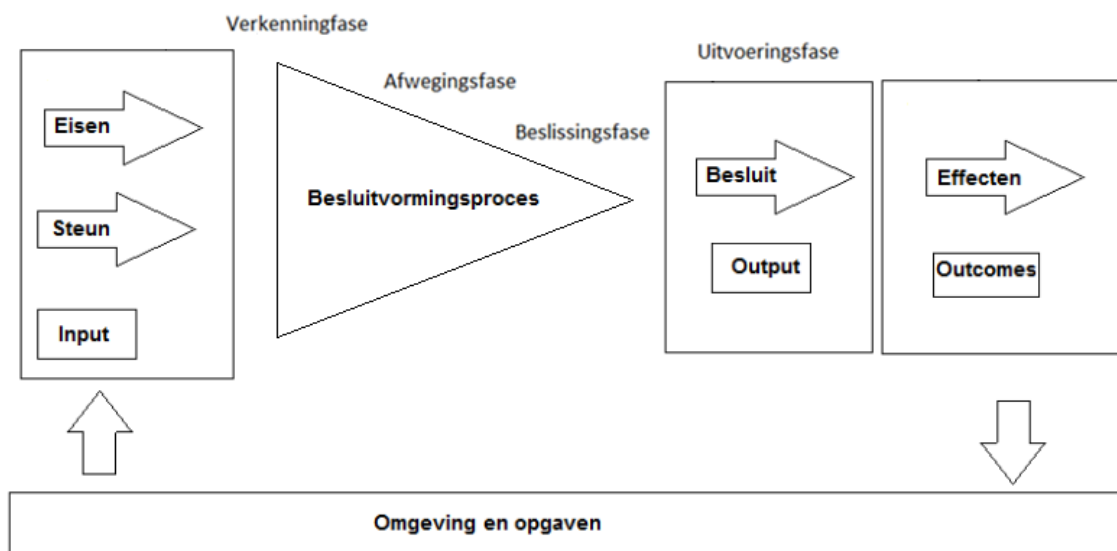 Verkenningfase
Afwegingsfase
Beslissingsfase
Uitvoeringsfase
Eisen
Steun
Input
Besluitvormingsproces
Besluit
Output
Effecten
Outcomes
Omgeving en opgaven